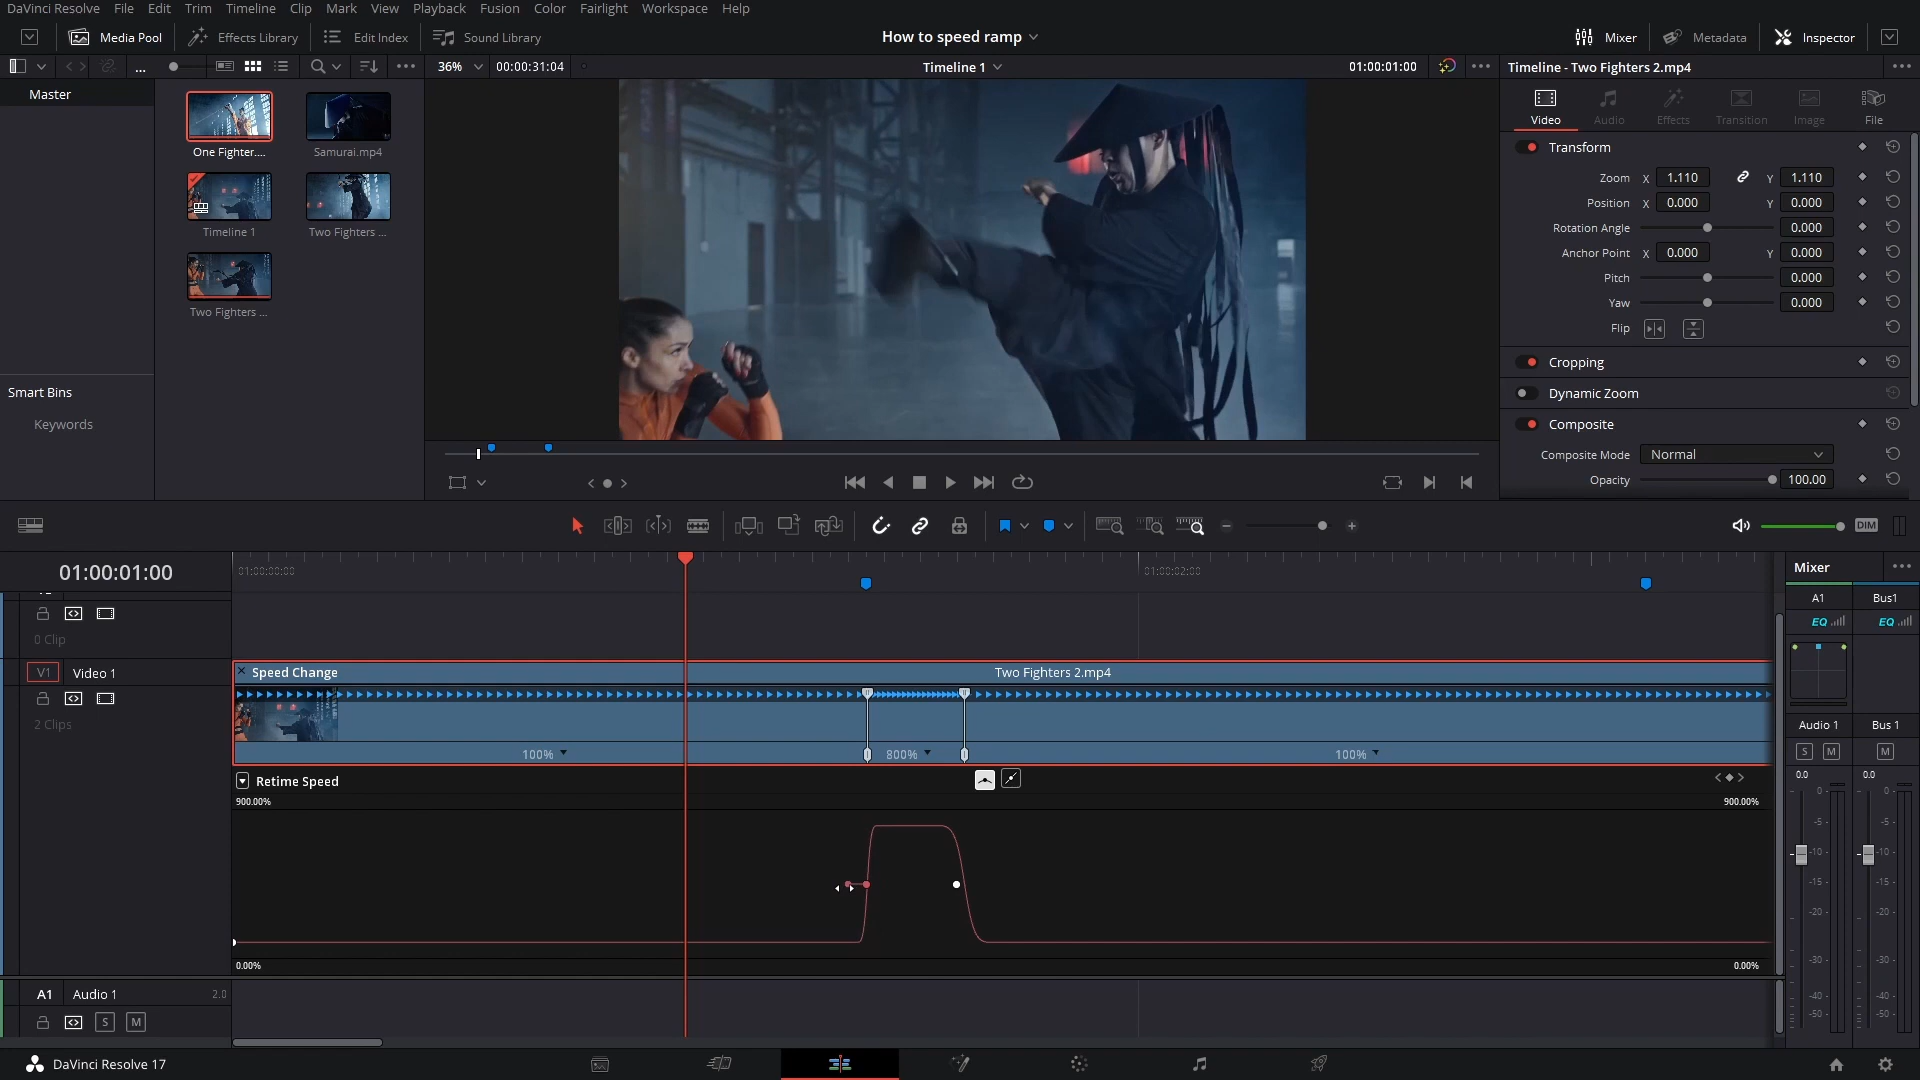 DaVinci Resolve File Edit Trim Timeline Clip Mark View Playback Fusion Color Fairlight Workspace Help
Media Pool Effects Library Edit Index Sound Library How to speed ramp Mixer Metadata Inspector
... 36% 00:00:31:04 Timeline 1 01:00:01:00 Timeline - Two Fighters 2.mp4
Master
One Fighter.... Samurai.mp4
Timeline 1 Two Fighters ...
Two Fighters ...
Smart Bins
Keywords
Video Audio Effects Transition Image File
Transform
Zoom X 1.110 Y 1.110
Position X 0.000 Y 0.000
Rotation Angle 0.000
Anchor Point X 0.000 Y 0.000
Pitch 0.000
Yaw 0.000
Flip
Cropping
Dynamic Zoom
Composite
Composite Mode Normal
Opacity 100.00
DIM
01:00:01:00 01:00:00:00 01:00:02:00
0 Clip
V1 Video 1 Speed Change Two Fighters 2.mp4
2 Clips
100% 800% 100%
Retime Speed
900.00% 900.00%
0.00% 0.00%
A1 Audio 1 2.0
S M
Mixer
A1 Bus1
EQ EQ
Audio 1 Bus 1
S M M
0.0 0.0
0 0
-5 -5
-10 -10
-15 -15
-20 -20
-30 -30
-40 -40
-50 -50
DaVinci Resolve 17